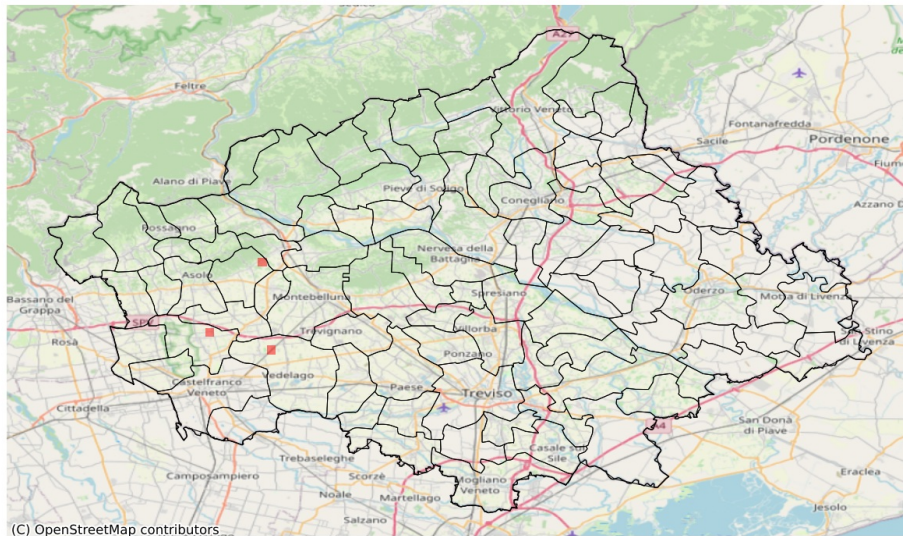 A27
Feltre
Vittorio Veneto
Fontanafredda
Sacile
Pordenone
Fiume
Alano di Piave
Pieve di Soligo
Conegliano
Azzano D
Possagno
Nervesa della
Battaglia
Asolo
Bassano del
Grappa
Montebelluna
Spresiano
Oderzo
Motta di Livenza
SPV
Rosà
Trevignano
Villorba
San Stino
di Livenza
Ponzano
Vedelago
Castelfranco
Veneto
Paese
Treviso
Cittadella
A4
San Donà
di Piave
Trebaseleghe
Casale sul
Sile
Camposampiero
Scorzé
Mogliano
Veneto
Eraclea
Noale
Martellago
Jesolo
Salzano
(C) OpenStreetMap contributors